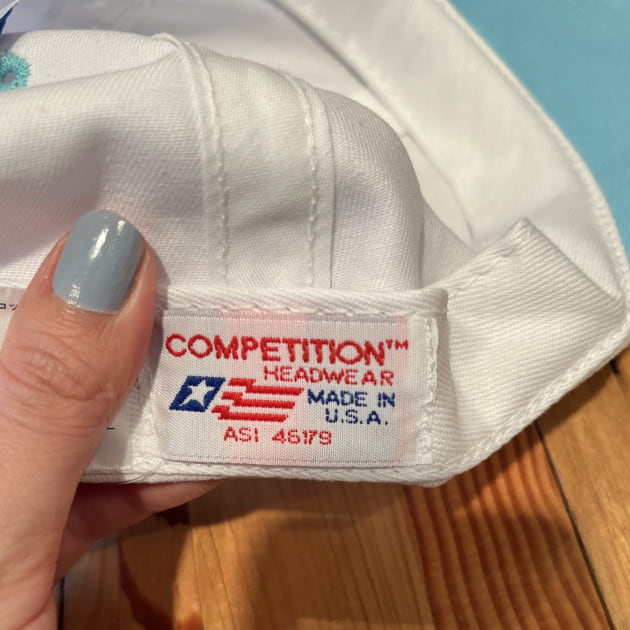 COMPETITION™
HEADWEAR
MADE IN
U.S.A.
ASI 46179